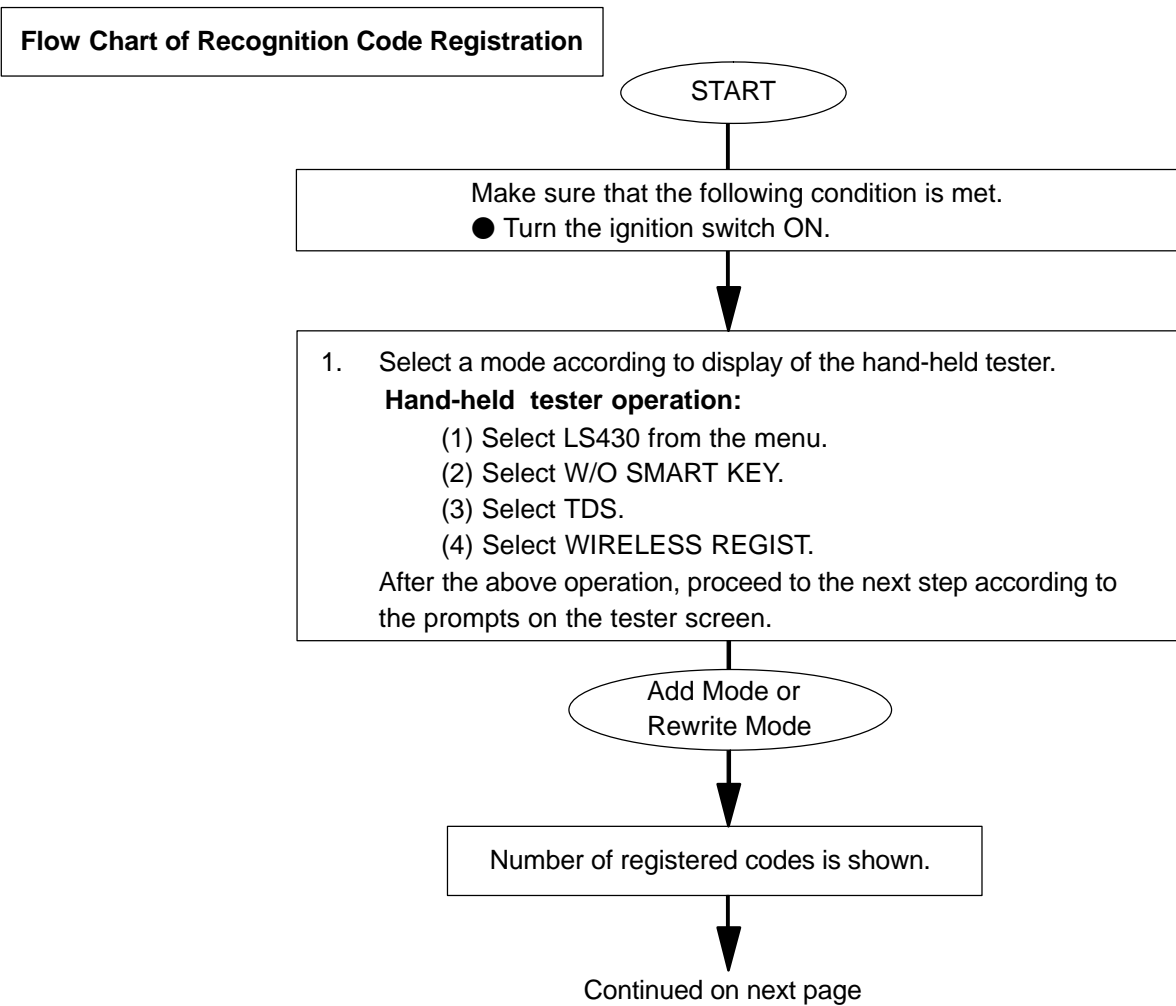 Flow Chart of Recognition Code Registration
START
Make sure that the following condition is met.
● Turn the ignition switch ON.
1. Select a mode according to display of the hand-held tester.
Hand-held tester operation:
(1) Select LS430 from the menu.
(2) Select W/O SMART KEY.
(3) Select TDS.
(4) Select WIRELESS REGIST.
After the above operation, proceed to the next step according to
the prompts on the tester screen.
Add Mode or
Rewrite Mode
Number of registered codes is shown.
Continued on next page